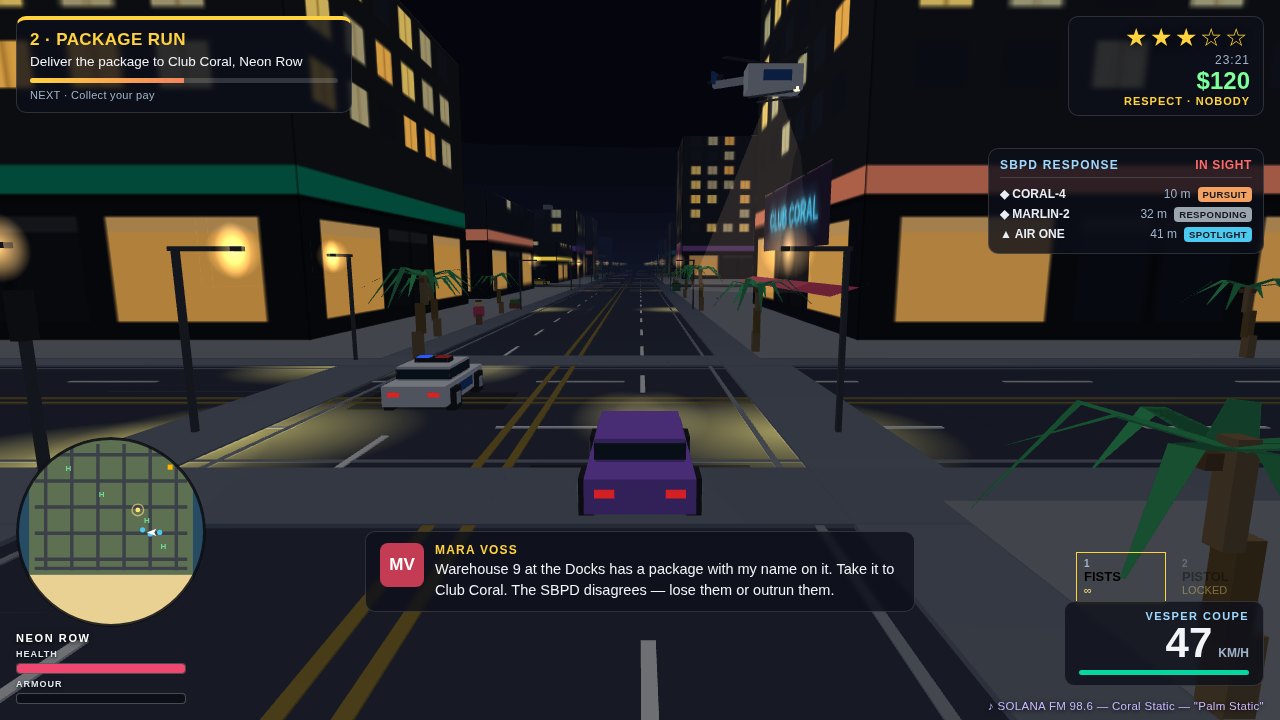 2 · PACKAGE RUN
Deliver the package to Club Coral, Neon Row
NEXT · Collect your pay
★★★☆☆
23:21
$120
RESPECT · NOBODY
SBPD RESPONSE IN SIGHT
◆ CORAL-4 10 m PURSUIT
◆ MARLIN-2 32 m RESPONDING
▲ AIR ONE 41 m SPOTLIGHT
CLUB CORAL
H
H
H
H
MV
MARA VOSS
Warehouse 9 at the Docks has a package with my name on it. Take it to
Club Coral. The SBPD disagrees — lose them or outrun them.
1
FISTS
∞
2
PISTOL
LOCKED
VESPER COUPE
47 KM/H
NEON ROW
HEALTH
ARMOUR
♪ SOLANA FM 98.6 — Coral Static — "Palm Static"